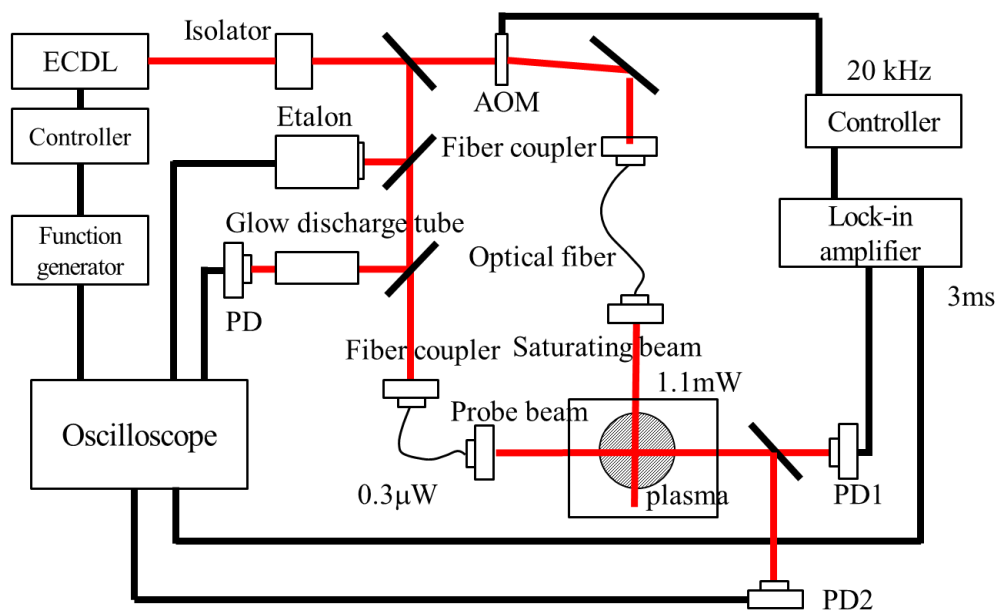 Isolator
ECDL
20 kHz
AOM
Etalon
Controller
Controller
Fiber coupler
Glow discharge tube
Function
generator
Lock-in
amplifier
Optical fiber
3ms
PD
Fiber coupler
Saturating beam
1.1mW
Probe beam
Oscilloscope
0.3μW
plasma
PD1
PD2